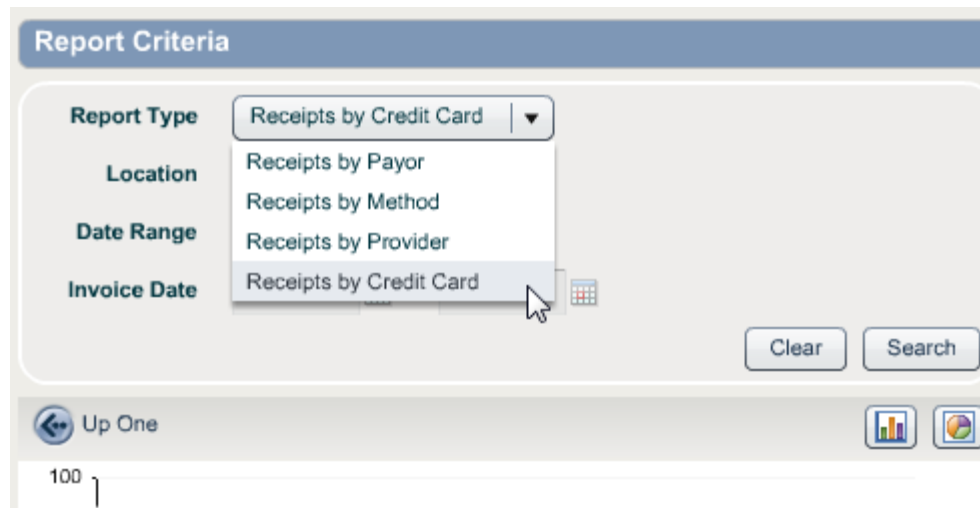 Report Criteria
Report Type Receipts by Credit Card
Receipts by Payor
Location
Receipts by Method
Date Range
Receipts by Provider
Invoice Date Receipts by Credit Card
Clear Search
Up One
100